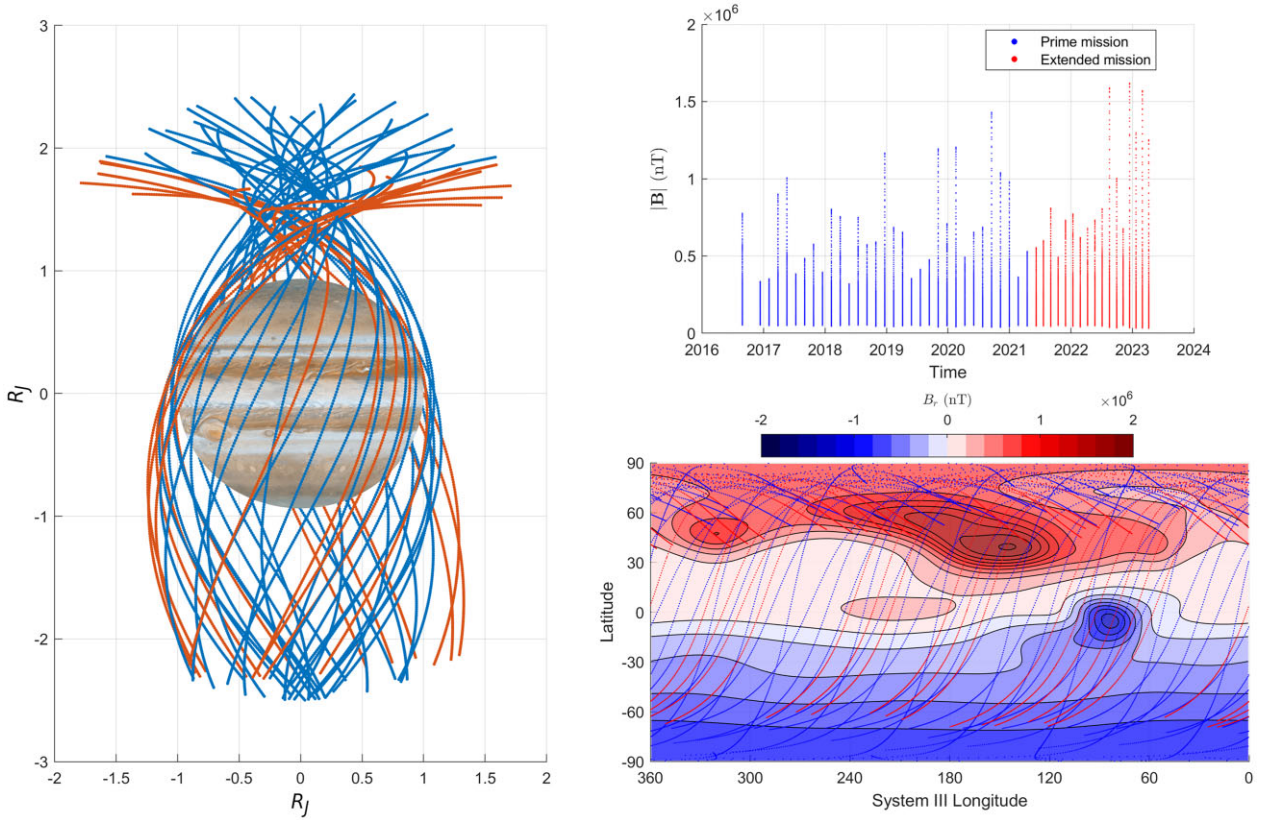 3
2
1
0
-1
-2
-3
R_J
-2 -1.5 -1 -0.5 0 0.5 1 1.5 2
R_J
×10^6
2
1.5
1
0.5
0
|B| (nT)
Prime mission
Extended mission
2016 2017 2018 2019 2020 2021 2022 2023 2024
Time
B_r (nT)
×10^6
-2 -1 0 1 2
90
60
30
0
-30
-60
-90
Latitude
360 300 240 180 120 60 0
System III Longitude